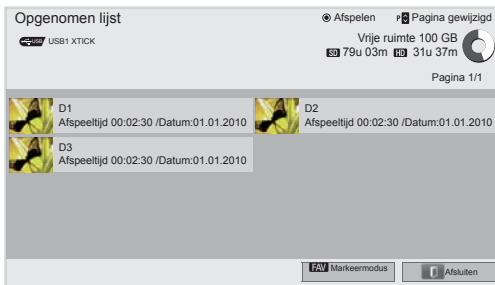 Opgenomen lijst
Afspelen P Pagina gewijzigd
USB USB1 XTICK
Vrije ruimte 100 GB
SD 79u 03m HD 31u 37m
Pagina 1/1
D1
Afspeeltijd 00:02:30 /Datum:01.01.2010
D2
Afspeeltijd 00:02:30 /Datum:01.01.2010
D3
Afspeeltijd 00:02:30 /Datum:01.01.2010
FAV Markeermodus
Afsluiten